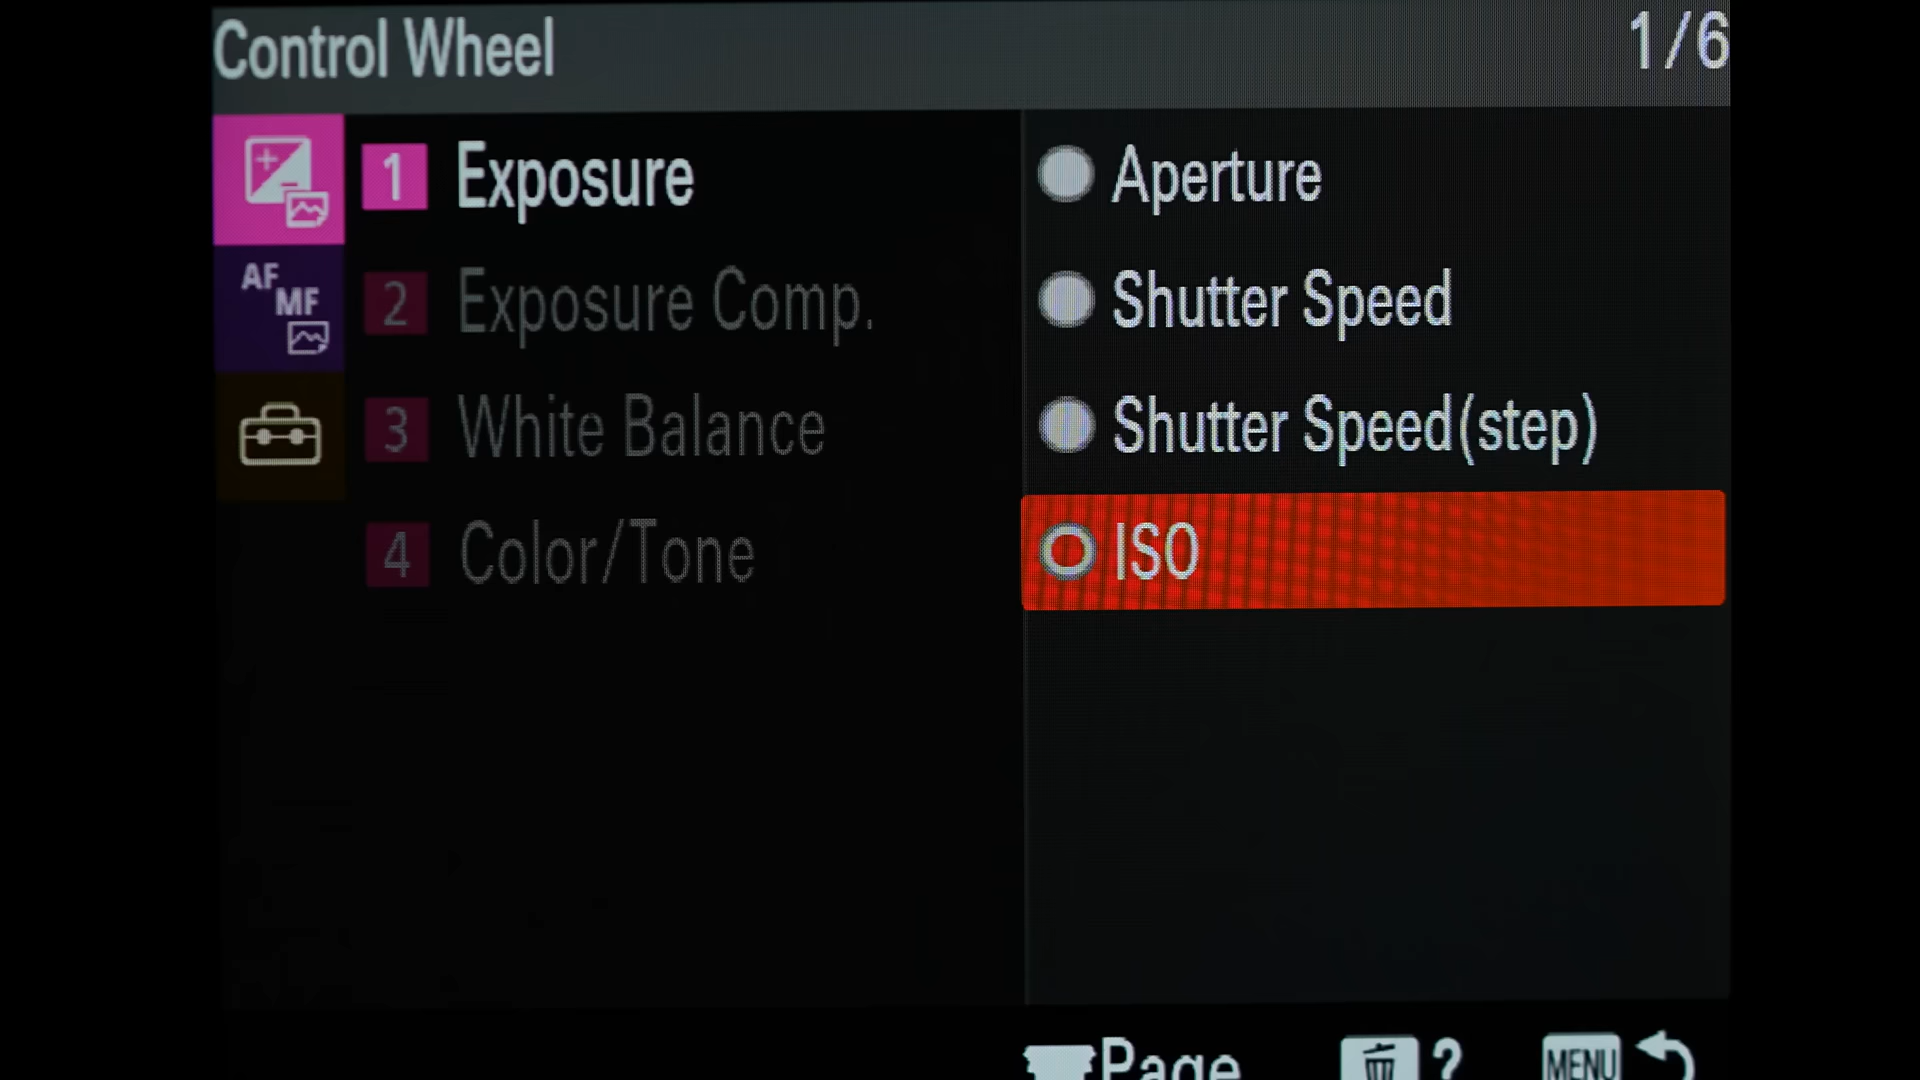 Control Wheel 1/6
1 Exposure
2 Exposure Comp.
3 White Balance
4 Color/Tone
AF
MF
Aperture
Shutter Speed
Shutter Speed(step)
ISO
Page ? MENU